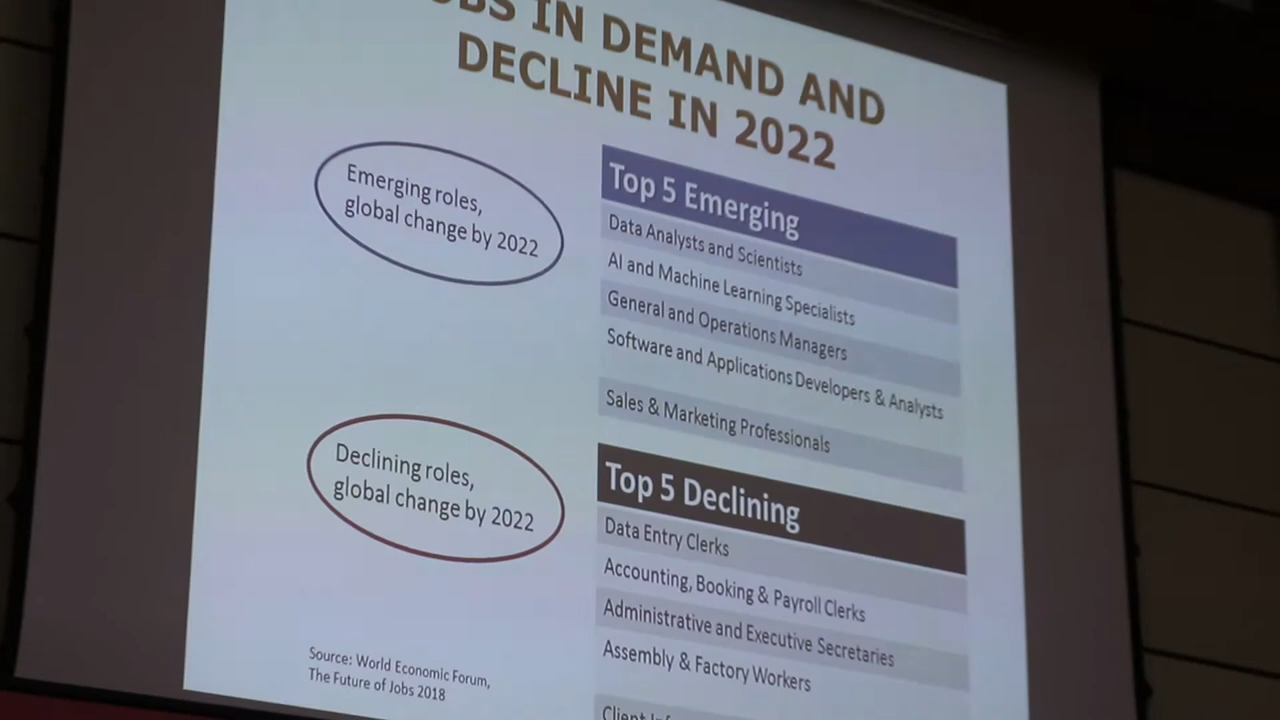 IN DEMAND AND
DECLINE IN 2022
Emerging roles,
global change by 2022
Top 5 Emerging
Data Analysts and Scientists
AI and Machine Learning Specialists
General and Operations Managers
Software and Applications Developers & Analysts
Sales & Marketing Professionals
Declining roles,
global change by 2022
Top 5 Declining
Data Entry Clerks
Accounting, Booking & Payroll Clerks
Administrative and Executive Secretaries
Assembly & Factory Workers
Client
Source: World Economic Forum,
The Future of Jobs 2018